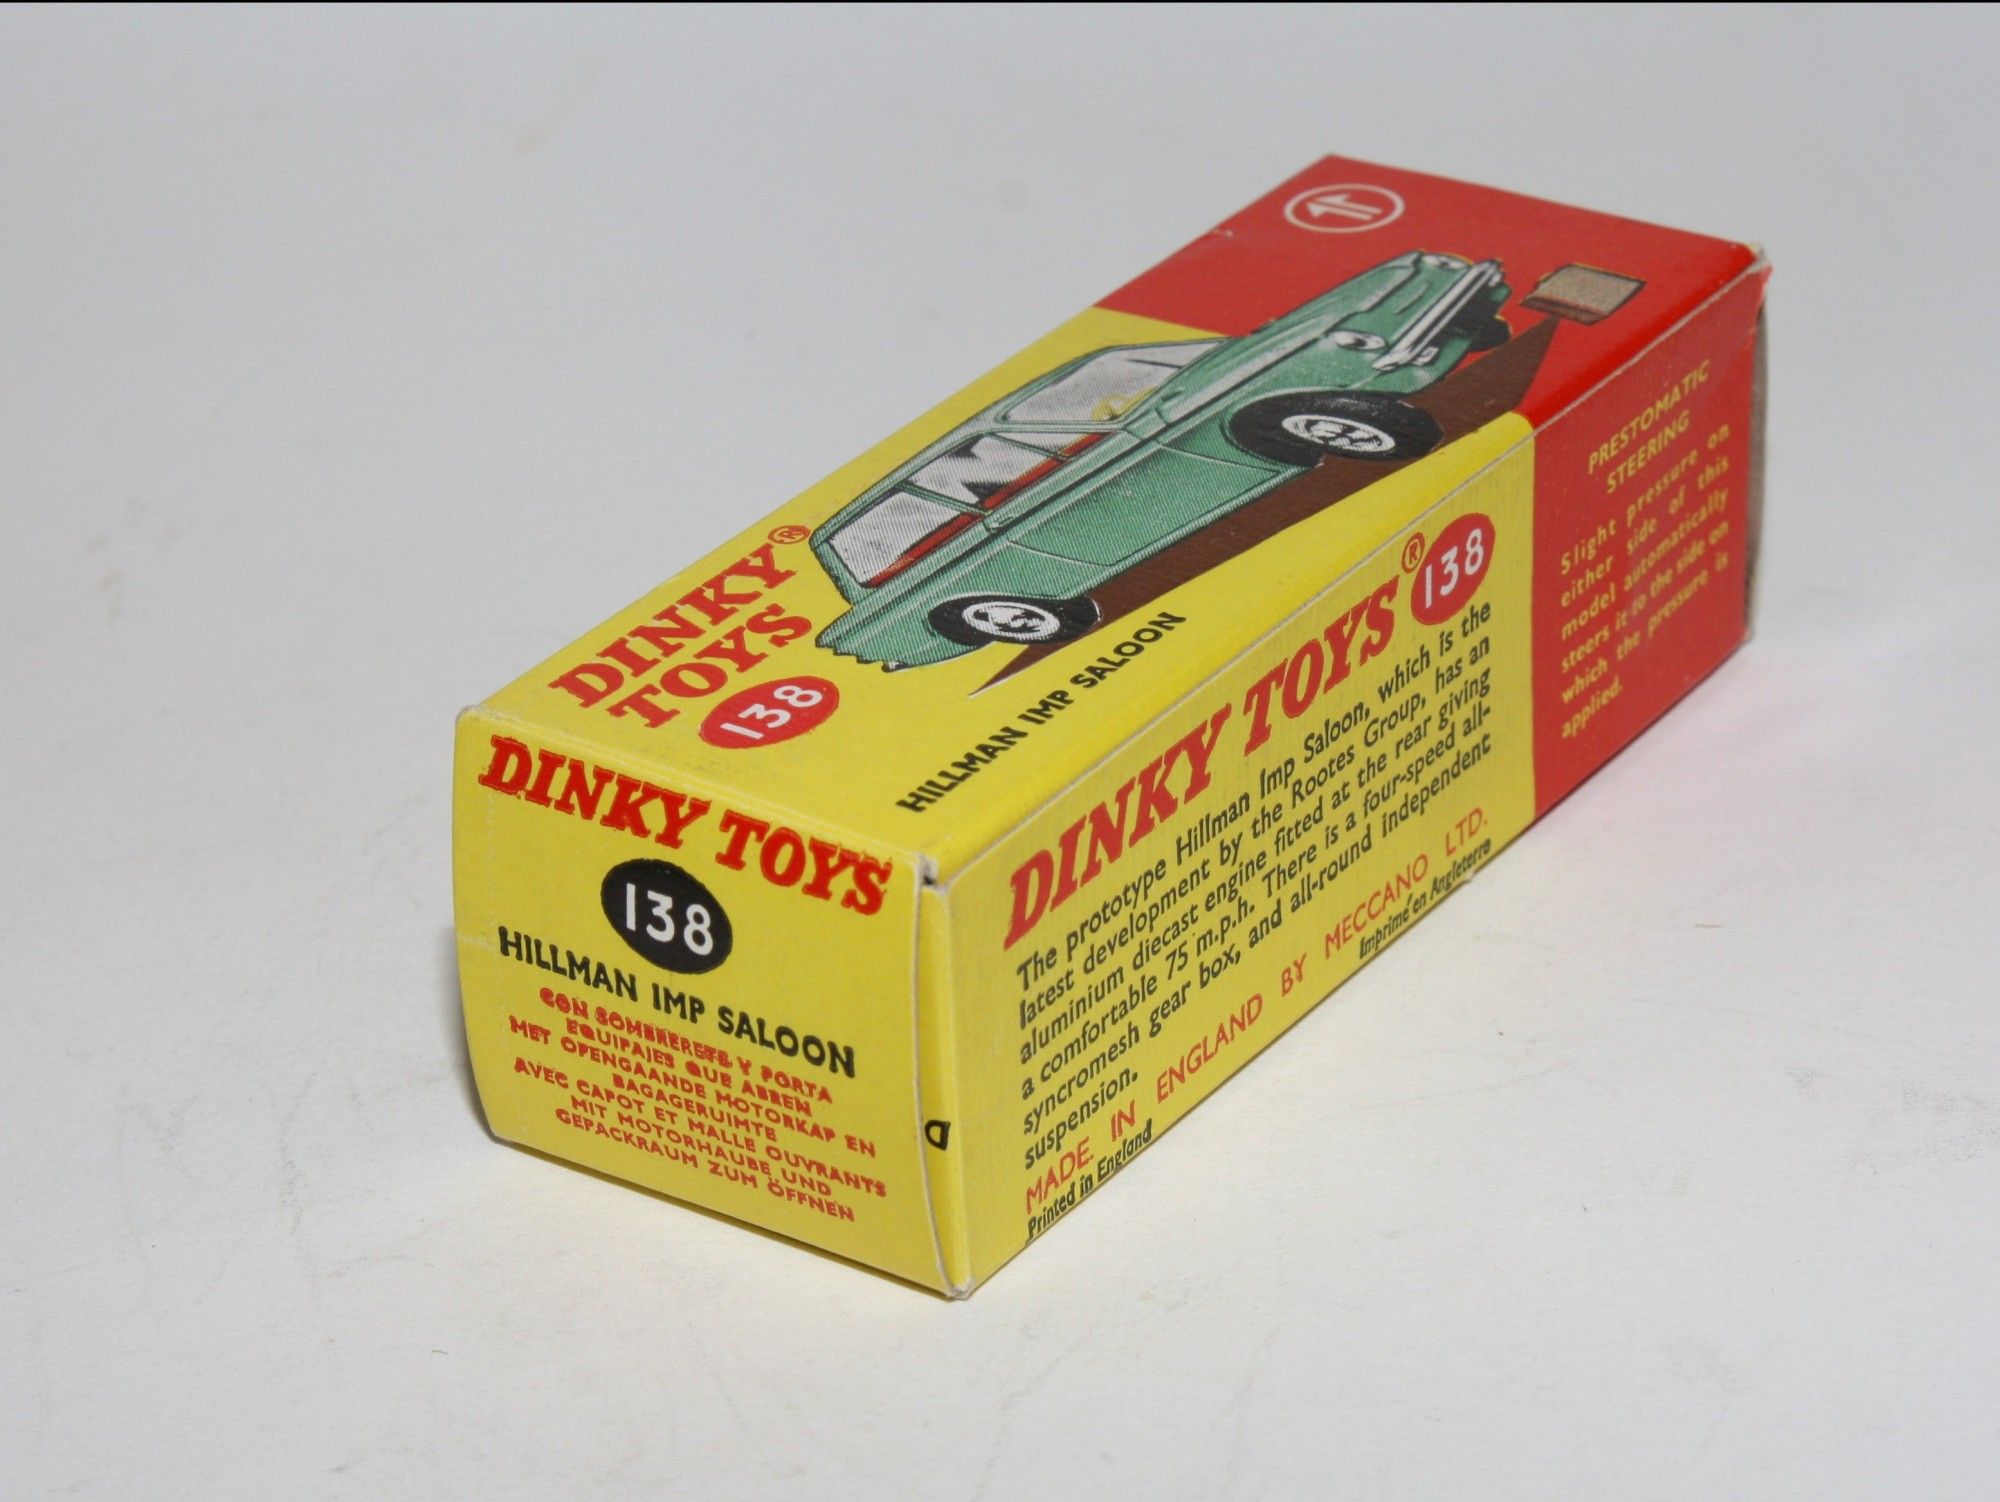 DINKY
TOYS®
138
HILLMAN IMP SALOON
DINKY TOYS
138
HILLMAN IMP SALOON
CON SOMBRERETE Y PORTA
EQUIPAJES QUE ABREN
MET OPENGAANDE MOTORKAP EN
BAGAGERUIMTE
AVEC CAPOT ET MALLE OUVRANTS
MIT MOTORHAUBE UND
GEPACKRAUM ZUM ÖFFNEN
D
DINKY TOYS® 138
The prototype Hillman Imp Saloon, which is the
latest development by the Rootes Group, has an
aluminium diecast engine fitted at the rear giving
a comfortable 75 m.p.h. There is a four-speed all-
syncromesh gear box, and all-round independent
suspension.
MADE IN ENGLAND BY MECCANO LTD.
Printed in England Imprimé en Angleterre
PRESTOMATIC
STEERING
Slight pressure on
either side of this
model automatically
steers it to the side on
which the pressure is
applied.